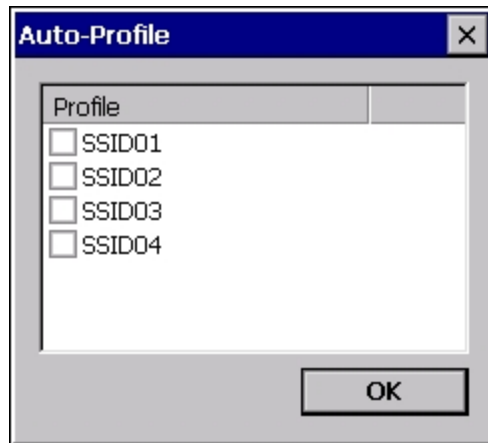 Auto-Profile
Profile
SSID01
SSID02
SSID03
SSID04
OK